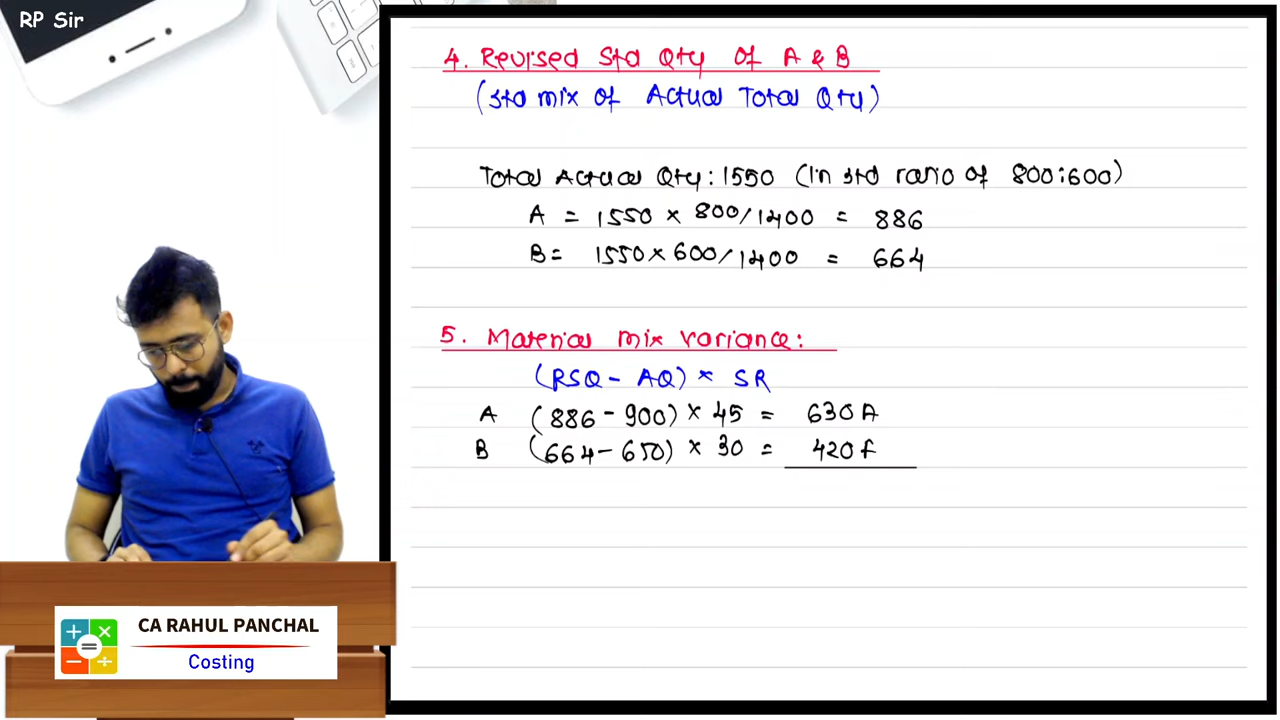 RP Sir
4. Revised Std Qty Of A & B
(Std mix Of Actual Total Qty)
Total Actual Qty: 1550 (In std ratio of 800:600)
A = 1550 × 800/1400 = 886
B = 1550 × 600/1400 = 664
5. Material mix variance:
(RSQ - AQ) × SR
A (886 - 900) × 45 = 630 A
B (664 - 650) × 30 = 420 F
CA RAHUL PANCHAL
Costing